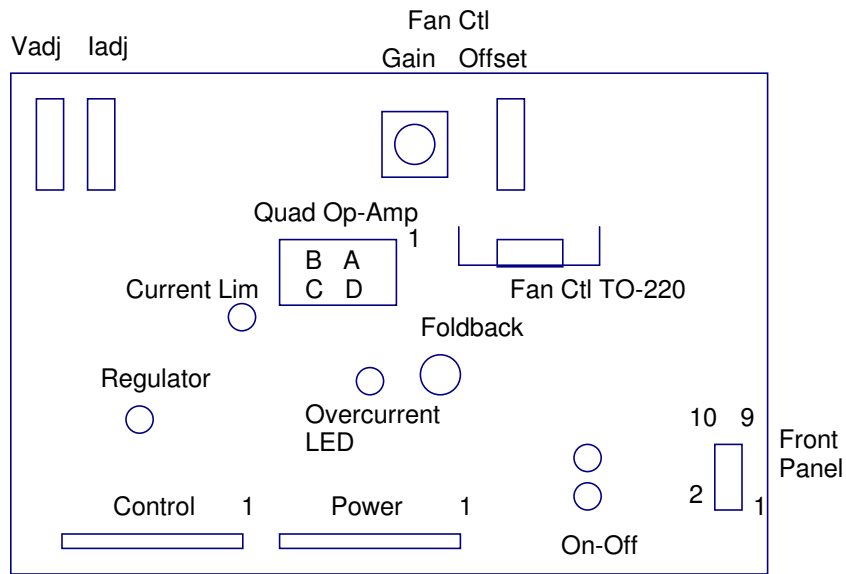 Fan Ctl
Vadj Iadj
Gain Offset
Quad Op-Amp
1
B A
C D
Current Lim
Fan Ctl TO-220
Foldback
Regulator
Overcurrent
LED
10 9
Front
Panel
2 1
Control 1
Power 1
On-Off